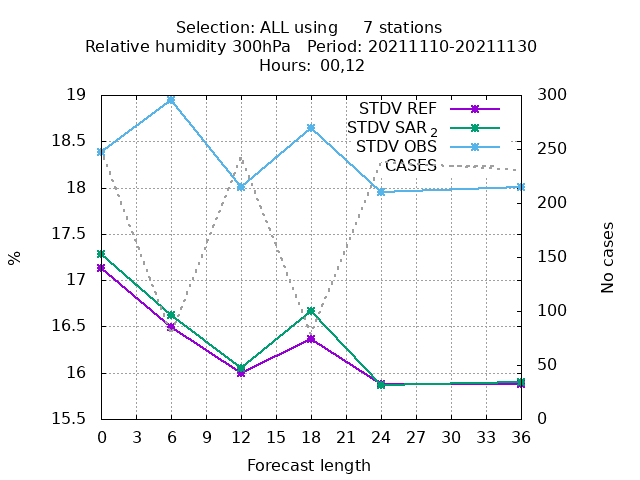 Selection: ALL using     7 stations
Relative humidity 300hPa   Period: 20211110-20211130
Hours:  00,12
STDV REF
STDV SAR 2
STDV OBS
CASES
19
18.5
18
17.5
17
16.5
16
15.5
%
300
250
200
150
100
50
0
No cases
0 3 6 9 12 15 18 21 24 27 30 33 36
Forecast length